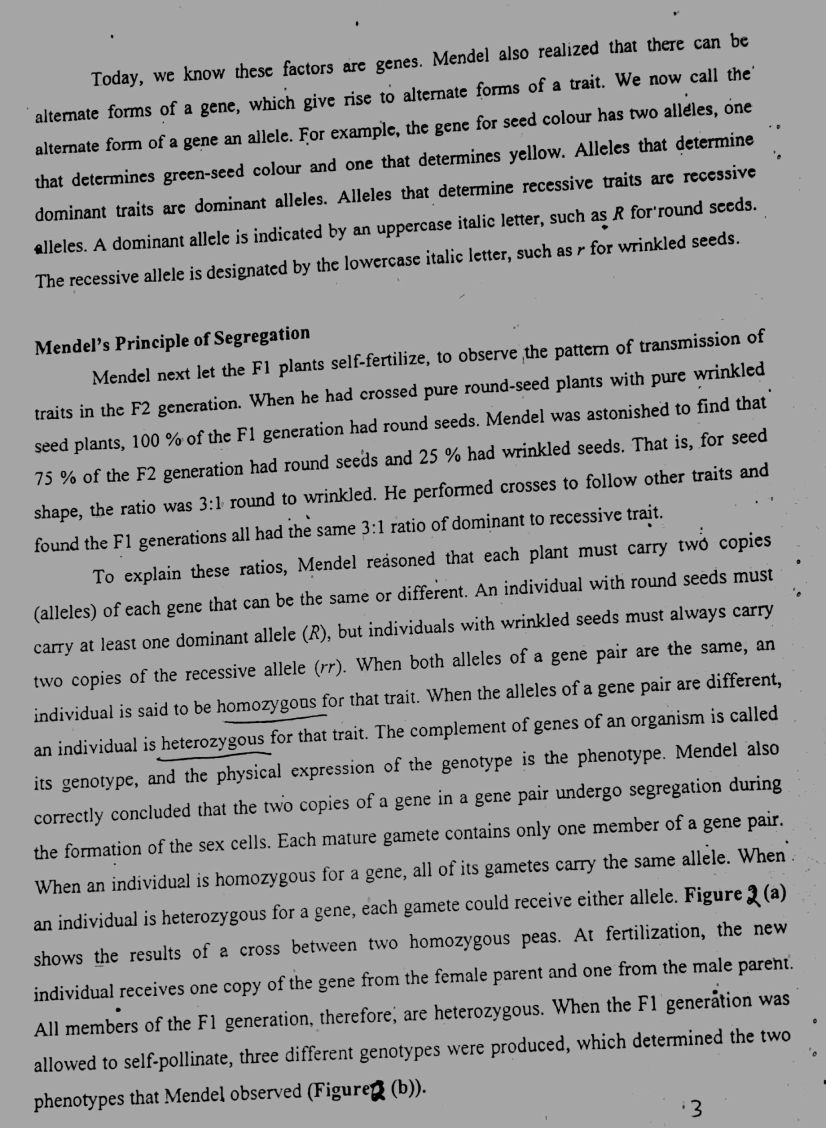 Today, we know these factors are genes. Mendel also realized that there can be
alternate forms of a gene, which give rise to alternate forms of a trait. We now call the
alternate form of a gene an allele. For example, the gene for seed colour has two alleles, one
that determines green-seed colour and one that determines yellow. Alleles that determine
dominant traits are dominant alleles. Alleles that determine recessive traits are recessive
alleles. A dominant allele is indicated by an uppercase italic letter, such as R for round seeds.
The recessive allele is designated by the lowercase italic letter, such as r for wrinkled seeds.
Mendel's Principle of Segregation
Mendel next let the F1 plants self-fertilize, to observe the pattern of transmission of
traits in the F2 generation. When he had crossed pure round-seed plants with pure wrinkled
seed plants, 100 % of the F1 generation had round seeds. Mendel was astonished to find that
75 % of the F2 generation had round seeds and 25 % had wrinkled seeds. That is, for seed
shape, the ratio was 3:1 round to wrinkled. He performed crosses to follow other traits and
found the F1 generations all had the same 3:1 ratio of dominant to recessive trait.
To explain these ratios, Mendel reasoned that each plant must carry two copies
(alleles) of each gene that can be the same or different. An individual with round seeds must
carry at least one dominant allele (R), but individuals with wrinkled seeds must always carry
two copies of the recessive allele (rr). When both alleles of a gene pair are the same, an
individual is said to be homozygous for that trait. When the alleles of a gene pair are different,
an individual is heterozygous for that trait. The complement of genes of an organism is called
its genotype, and the physical expression of the genotype is the phenotype. Mendel also
correctly concluded that the two copies of a gene in a gene pair undergo segregation during
the formation of the sex cells. Each mature gamete contains only one member of a gene pair.
When an individual is homozygous for a gene, all of its gametes carry the same allele. When
an individual is heterozygous for a gene, each gamete could receive either allele. Figure 2 (a)
shows the results of a cross between two homozygous peas. At fertilization, the new
individual receives one copy of the gene from the female parent and one from the male parent.
All members of the F1 generation, therefore, are heterozygous. When the F1 generation was
allowed to self-pollinate, three different genotypes were produced, which determined the two
phenotypes that Mendel observed (Figure 2 (b)).
3